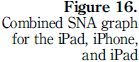 Figure 16.
Combined SNA graph
for the iPad, iPhone,
and iPad